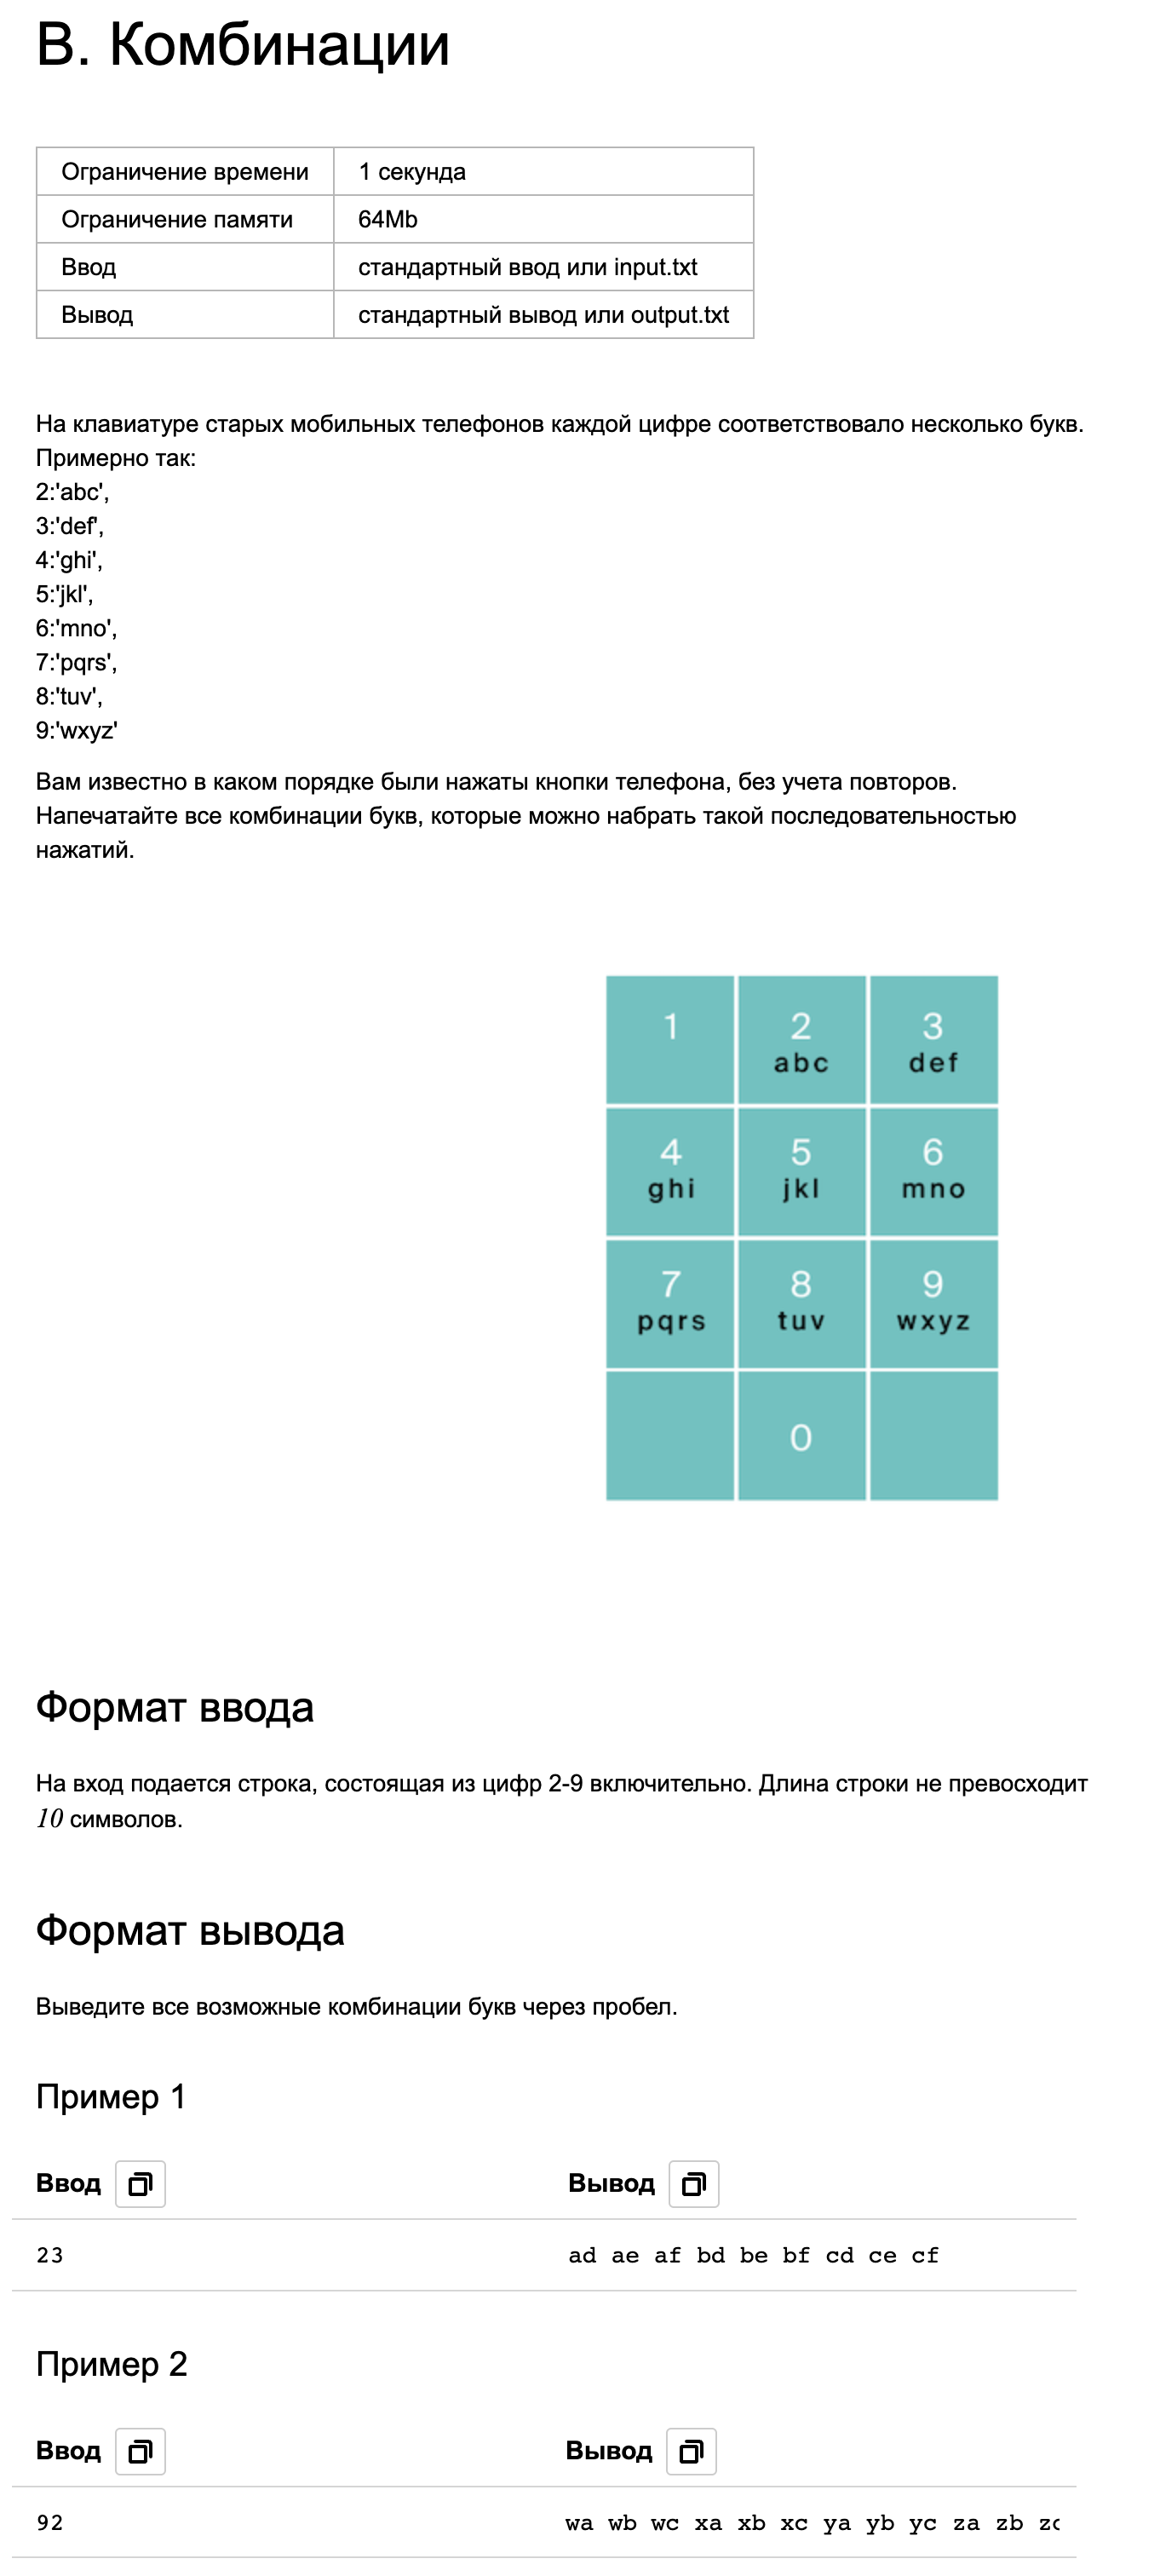 B. Комбинации
Ограничение времени 1 секунда
Ограничение памяти 64Mb
Ввод стандартный ввод или input.txt
Вывод стандартный вывод или output.txt
На клавиатуре старых мобильных телефонов каждой цифре соответствовало несколько букв.
Примерно так:
2:'abc',
3:'def',
4:'ghi',
5:'jkl',
6:'mno',
7:'pqrs',
8:'tuv',
9:'wxyz'
Вам известно в каком порядке были нажаты кнопки телефона, без учета повторов.
Напечатайте все комбинации букв, которые можно набрать такой последовательностью
нажатий.
1 2 3
abc def
4 5 6
ghi jkl mno
7 8 9
pqrs tuv wxyz
0
Формат ввода
На вход подается строка, состоящая из цифр 2-9 включительно. Длина строки не превосходит
10 символов.
Формат вывода
Выведите все возможные комбинации букв через пробел.
Пример 1
Ввод Вывод
23 ad ae af bd be bf cd ce cf
Пример 2
Ввод Вывод
92 wa wb wc xa xb xc ya yb yc za zb